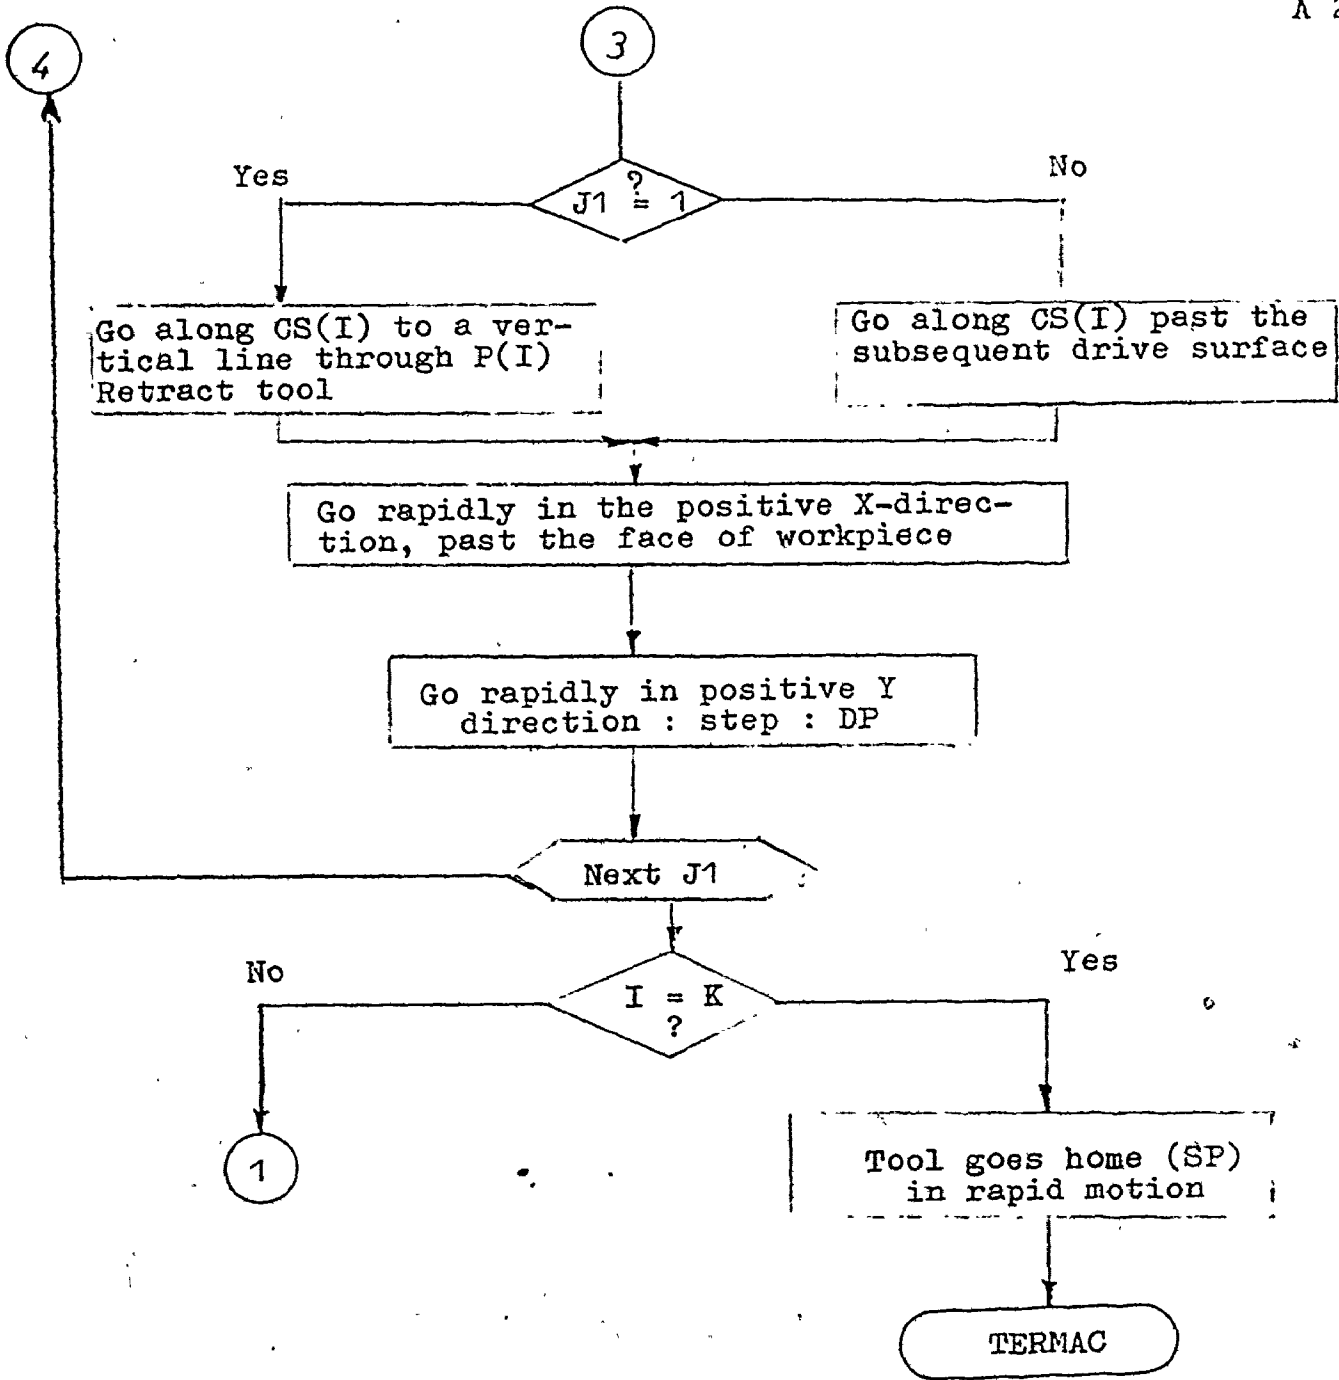 4
3
Yes
No
?
J1 = 1
Go along CS(I) to a ver-
tical line through P(I)
Retract tool
Go along CS(I) past the
subsequent drive surface
Go rapidly in the positive X-direc-
tion, past the face of workpiece
Go rapidly in positive Y
direction : step : DP
Next J1
No
Yes
I = K
?
1
Tool goes home (SP)
in rapid motion
TERMAC